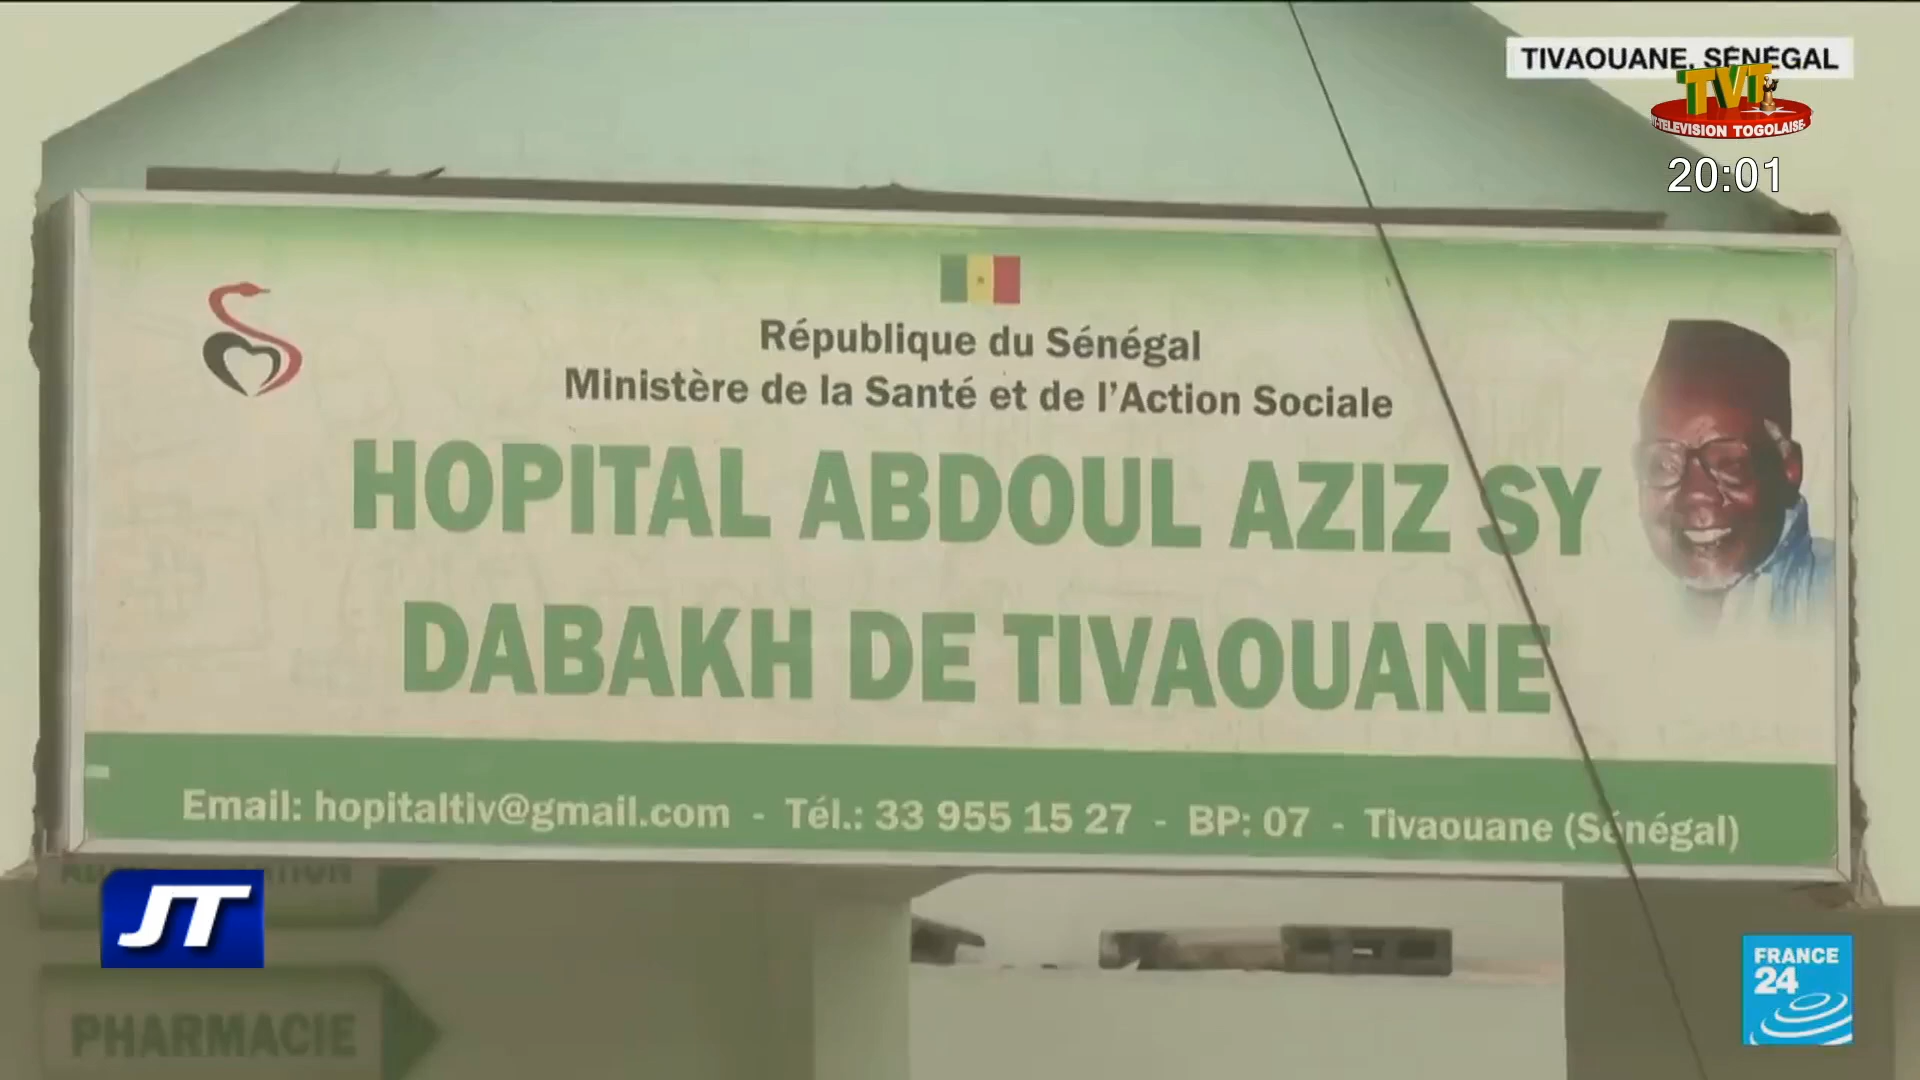 TIVAOUANE, SÉNÉGAL
TVT
TELEVISION TOGOLAISE
20:01
République du Sénégal
Ministère de la Santé et de l'Action Sociale
HOPITAL ABDOUL AZIZ SY
DABAKH DE TIVAOUANE
Email: hopitaltiv@gmail.com - Tél.: 33 955 15 27 - BP: 07 - Tivaouane (Sénégal)
JT
PHARMACIE
FRANCE
24